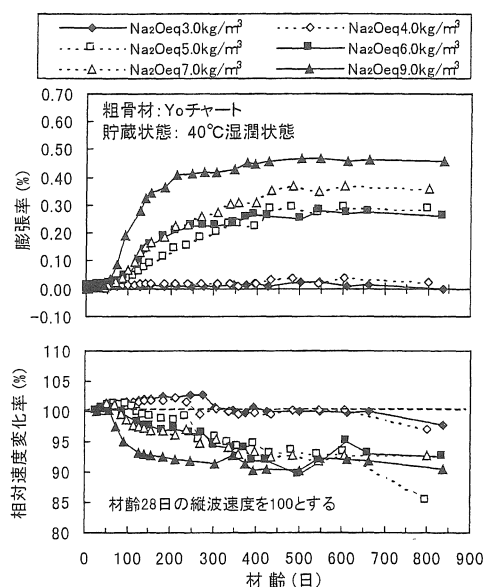 Na₂Oeq3.0kg/m³ Na₂Oeq4.0kg/m³
Na₂Oeq5.0kg/m³ Na₂Oeq6.0kg/m³
Na₂Oeq7.0kg/m³ Na₂Oeq9.0kg/m³
膨張率(%)
0.70
0.60
0.50
0.40
0.30
0.20
0.10
0.00
-0.10
粗骨材:Yoチャート
貯蔵状態: 40℃湿潤状態
相対速度変化率(%)
110
105
100
95
90
85
80
材齢28日の縦波速度を100とする
0 100 200 300 400 500 600 700 800 900
材 齢(日)